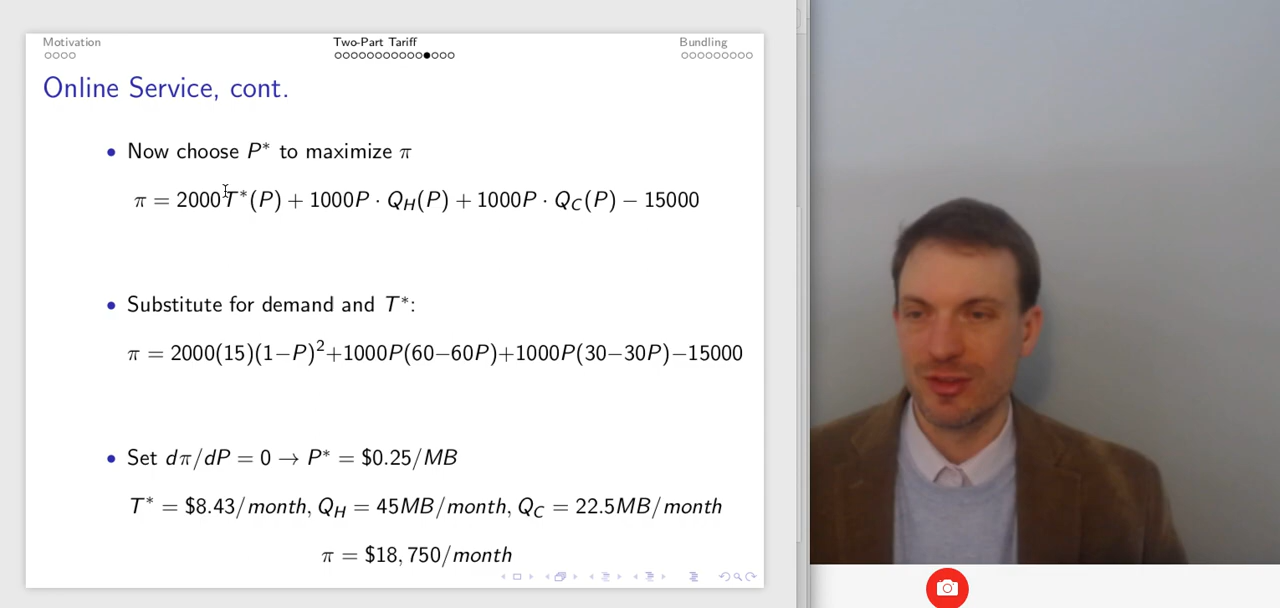 Motivation
Two-Part Tariff
Bundling
Online Service, cont.
• Now choose P* to maximize π
π = 2000T*(P) + 1000P · Q_H(P) + 1000P · Q_C(P) − 15000
• Substitute for demand and T*:
π = 2000(15)(1−P)²+1000P(60−60P)+1000P(30−30P)−15000
• Set dπ/dP = 0 → P* = $0.25/MB
T* = $8.43/month, Q_H = 45MB/month, Q_C = 22.5MB/month
π = $18,750/month